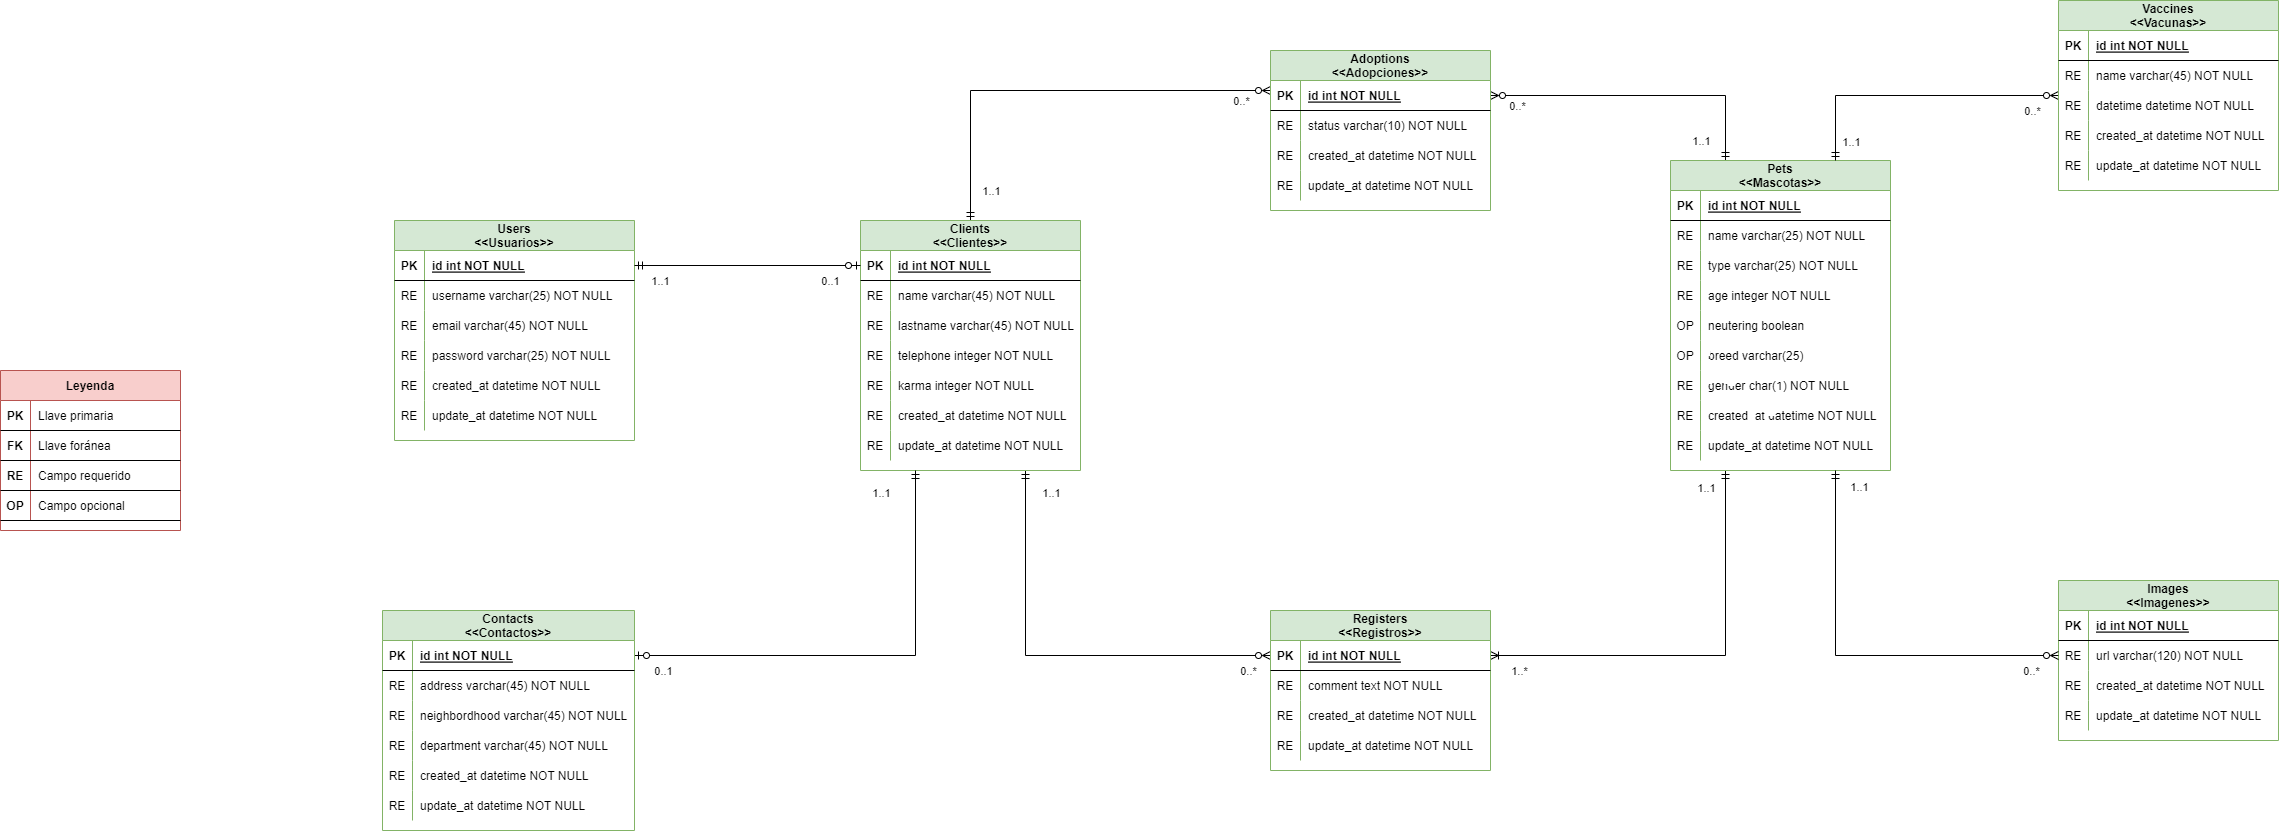 Leyenda
PK Llave primaria
FK Llave foránea
RE Campo requerido
OP Campo opcional
Users
<<Usuarios>>
PK id int NOT NULL
RE username varchar(25) NOT NULL
RE email varchar(45) NOT NULL
RE password varchar(25) NOT NULL
RE created_at datetime NOT NULL
RE update_at datetime NOT NULL
1..1
0..1
Clients
<<Clientes>>
PK id int NOT NULL
RE name varchar(45) NOT NULL
RE lastname varchar(45) NOT NULL
RE telephone integer NOT NULL
RE karma integer NOT NULL
RE created_at datetime NOT NULL
RE update_at datetime NOT NULL
1..1
0..*
1..1
1..1
Contacts
<<Contactos>>
PK id int NOT NULL
RE address varchar(45) NOT NULL
RE neighbordhood varchar(45) NOT NULL
RE department varchar(45) NOT NULL
RE created_at datetime NOT NULL
RE update_at datetime NOT NULL
0..1
Adoptions
<<Adopciones>>
PK id int NOT NULL
RE status varchar(10) NOT NULL
RE created_at datetime NOT NULL
RE update_at datetime NOT NULL
0..*
1..1
Registers
<<Registros>>
PK id int NOT NULL
RE comment text NOT NULL
RE created_at datetime NOT NULL
RE update_at datetime NOT NULL
0..*
1..*
Pets
<<Mascotas>>
PK id int NOT NULL
RE name varchar(25) NOT NULL
RE type varchar(25) NOT NULL
RE age integer NOT NULL
OP neutering boolean
OP breed varchar(25)
RE gender char(1) NOT NULL
RE created_at datetime NOT NULL
RE update_at datetime NOT NULL
1..1
1..1
1..1
Vaccines
<<Vacunas>>
PK id int NOT NULL
RE name varchar(45) NOT NULL
RE datetime datetime NOT NULL
RE created_at datetime NOT NULL
RE update_at datetime NOT NULL
0..*
Images
<<Imagenes>>
PK id int NOT NULL
RE url varchar(120) NOT NULL
RE created_at datetime NOT NULL
RE update_at datetime NOT NULL
0..*